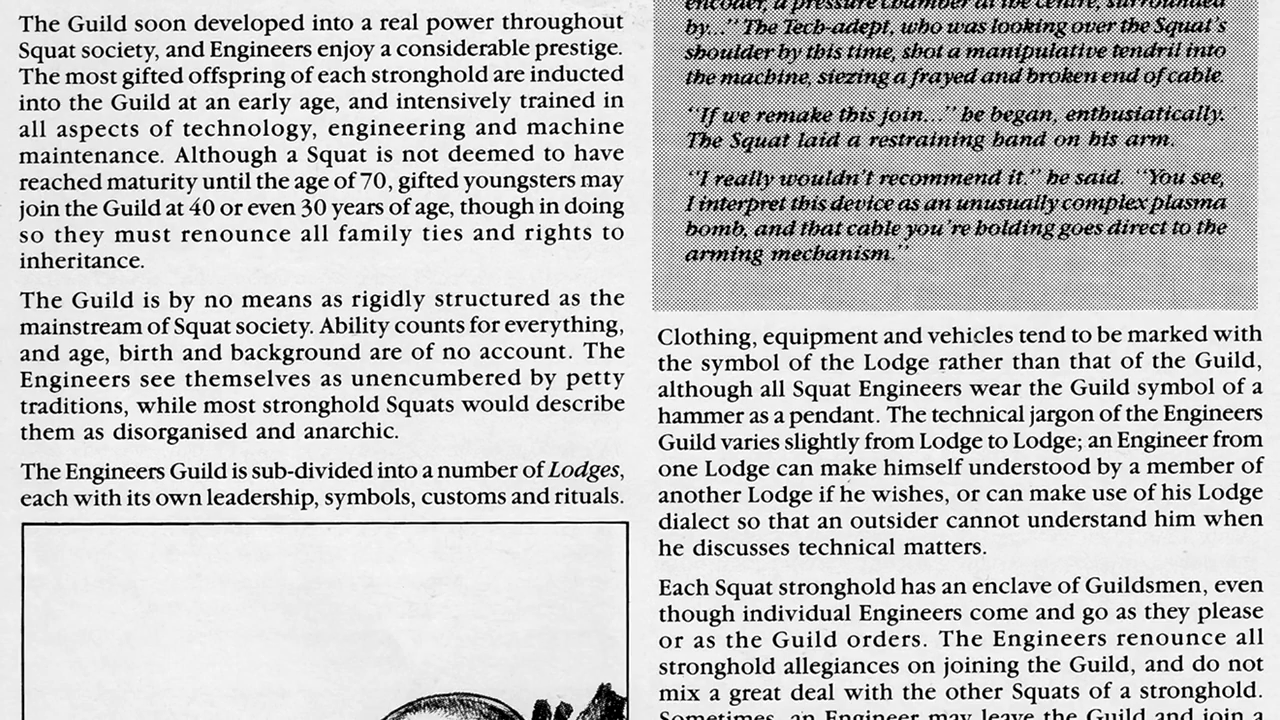 The Guild soon developed into a real power throughout
Squat society, and Engineers enjoy a considerable prestige.
The most gifted offspring of each stronghold are inducted
into the Guild at an early age, and intensively trained in
all aspects of technology, engineering and machine
maintenance. Although a Squat is not deemed to have
reached maturity until the age of 70, gifted youngsters may
join the Guild at 40 or even 30 years of age, though in doing
so they must renounce all family ties and rights to
inheritance.
The Guild is by no means as rigidly structured as the
mainstream of Squat society. Ability counts for everything,
and age, birth and background are of no account. The
Engineers see themselves as unencumbered by petty
traditions, while most stronghold Squats would describe
them as disorganised and anarchic.
The Engineers Guild is sub-divided into a number of Lodges,
each with its own leadership, symbols, customs and rituals.
encoder, a pressure chamber at the centre, surrounded
by..." The Tech-adept, who was looking over the Squat's
shoulder by this time, shot a manipulative tendril into
the machine, siezing a frayed and broken end of cable.
"If we remake this join..." he began, enthusiatically.
The Squat laid a restraining hand on his arm.
"I really wouldn't recommend it." he said. "You see,
I interpret this device as an unusually complex plasma
bomb, and that cable you're holding goes direct to the
arming mechanism."
Clothing, equipment and vehicles tend to be marked with
the symbol of the Lodge rather than that of the Guild,
although all Squat Engineers wear the Guild symbol of a
hammer as a pendant. The technical jargon of the Engineers
Guild varies slightly from Lodge to Lodge; an Engineer from
one Lodge can make himself understood by a member of
another Lodge if he wishes, or can make use of his Lodge
dialect so that an outsider cannot understand him when
he discusses technical matters.
Each Squat stronghold has an enclave of Guildsmen, even
though individual Engineers come and go as they please
or as the Guild orders. The Engineers renounce all
stronghold allegiances on joining the Guild, and do not
mix a great deal with the other Squats of a stronghold.
Sometimes, an Engineer may leave the Guild and join a